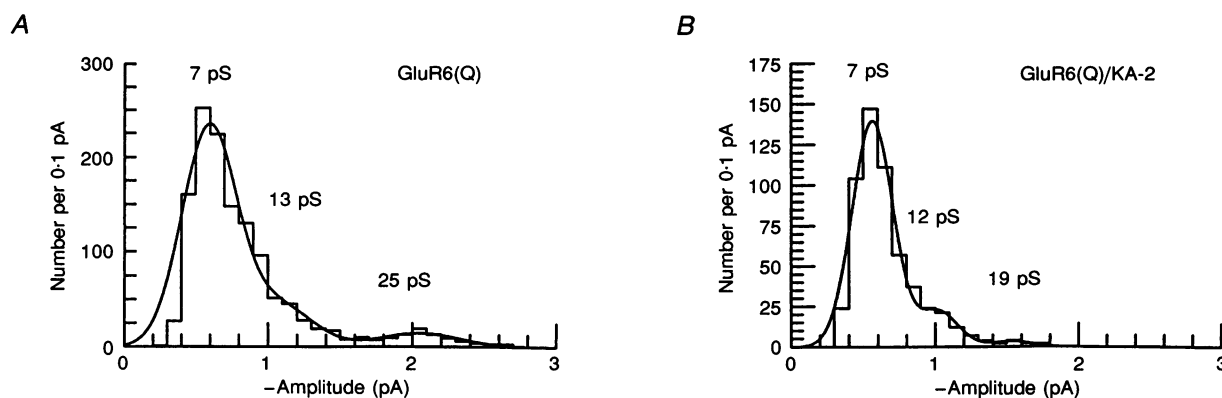 A
300
200
100
0
Number per 0·1 pA
7 pS
GluR6(Q)
13 pS
25 pS
0 1 2 3
−Amplitude (pA)
B
175
150
125
100
75
50
25
0
Number per 0·1 pA
7 pS
GluR6(Q)/KA-2
12 pS
19 pS
0 1 2 3
−Amplitude (pA)